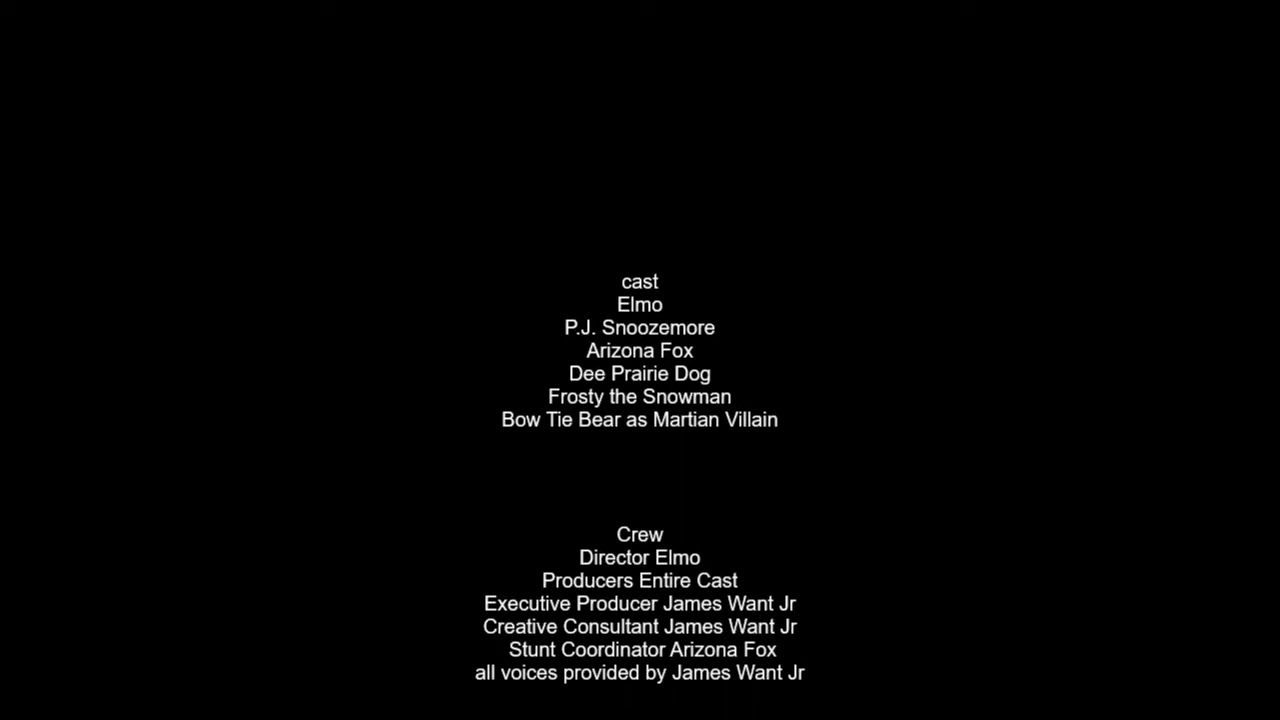 cast
Elmo
P.J. Snoozemore
Arizona Fox
Dee Prairie Dog
Frosty the Snowman
Bow Tie Bear as Martian Villain
Crew
Director Elmo
Producers Entire Cast
Executive Producer James Want Jr
Creative Consultant James Want Jr
Stunt Coordinator Arizona Fox
all voices provided by James Want Jr